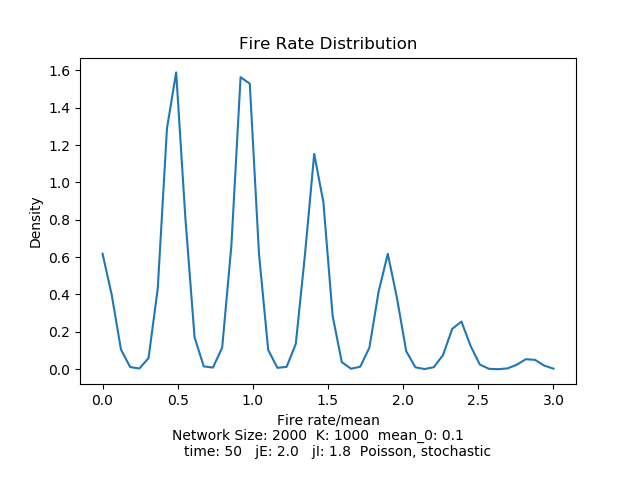 Fire Rate Distribution
1.6
1.4
1.2
1.0
0.8
0.6
0.4
0.2
0.0
Density
0.0 0.5 1.0 1.5 2.0 2.5 3.0
Fire rate/mean
Network Size: 2000  K: 1000  mean_0: 0.1
time: 50   jE: 2.0   jI: 1.8  Poisson, stochastic